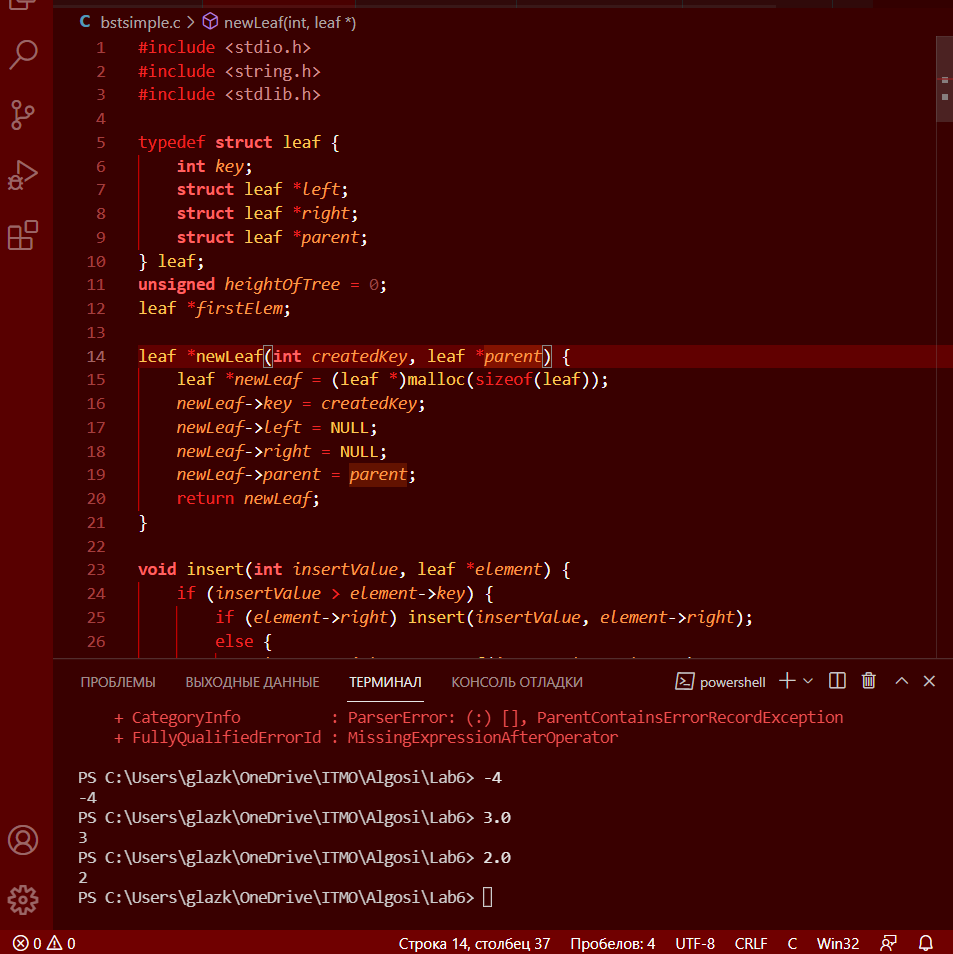 bstsimple.c > newLeaf(int, leaf *)
1 #include <stdio.h>
2 #include <string.h>
3 #include <stdlib.h>
4
5 typedef struct leaf {
6 int key;
7 struct leaf *left;
8 struct leaf *right;
9 struct leaf *parent;
10 } leaf;
11 unsigned heightOfTree = 0;
12 leaf *firstElem;
13
14 leaf *newLeaf(int createdKey, leaf *parent) {
15 leaf *newLeaf = (leaf *)malloc(sizeof(leaf));
16 newLeaf->key = createdKey;
17 newLeaf->left = NULL;
18 newLeaf->right = NULL;
19 newLeaf->parent = parent;
20 return newLeaf;
21 }
22
23 void insert(int insertValue, leaf *element) {
24 if (insertValue > element->key) {
25 if (element->right) insert(insertValue, element->right);
26 else {
ПРОБЛЕМЫ ВЫХОДНЫЕ ДАННЫЕ ТЕРМИНАЛ КОНСОЛЬ ОТЛАДКИ powershell
+ CategoryInfo : ParserError: (:) [], ParentContainsErrorRecordException
+ FullyQualifiedErrorId : MissingExpressionAfterOperator
PS C:\Users\glazk\OneDrive\ITMO\Algosi\Lab6> -4
-4
PS C:\Users\glazk\OneDrive\ITMO\Algosi\Lab6> 3.0
3
PS C:\Users\glazk\OneDrive\ITMO\Algosi\Lab6> 2.0
2
PS C:\Users\glazk\OneDrive\ITMO\Algosi\Lab6>
0 0 Строка 14, столбец 37 Пробелов: 4 UTF-8 CRLF C Win32